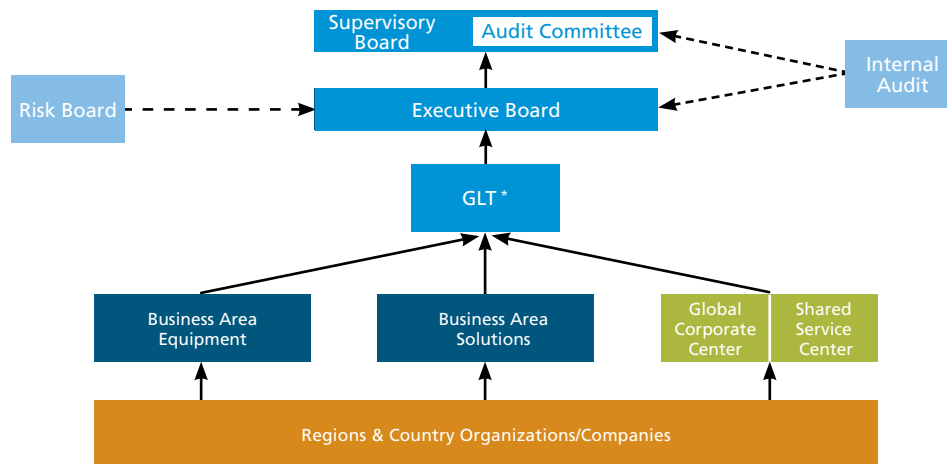 Supervisory
Board
Audit Committee
Internal
Audit
Risk Board
Executive Board
GLT *
Business Area
Equipment
Business Area
Solutions
Global
Corporate
Center
Shared
Service
Center
Regions & Country Organizations/Companies